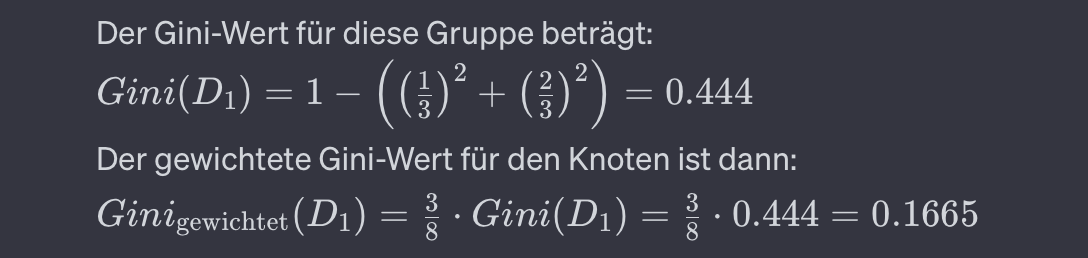 Der Gini-Wert für diese Gruppe beträgt:
Gini(D₁) = 1 − ((1/3)² + (2/3)²) = 0.444
Der gewichtete Gini-Wert für den Knoten ist dann:
Gini_gewichtet(D₁) = 3/8 · Gini(D₁) = 3/8 · 0.444 = 0.1665